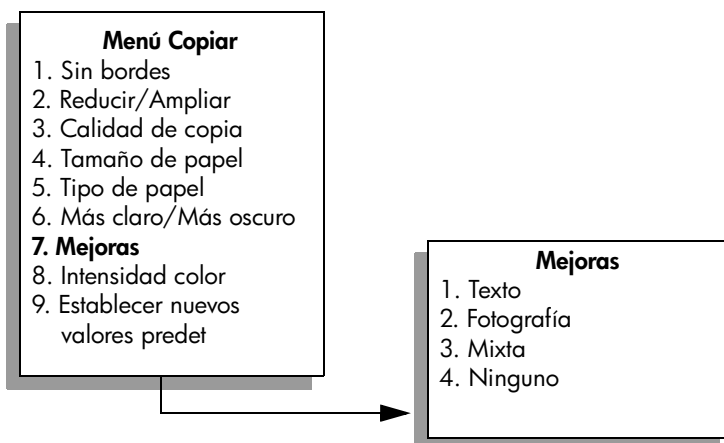 Menú Copiar
1. Sin bordes
2. Reducir/Ampliar
3. Calidad de copia
4. Tamaño de papel
5. Tipo de papel
6. Más claro/Más oscuro
7. Mejoras
8. Intensidad color
9. Establecer nuevos
valores predet
Mejoras
1. Texto
2. Fotografía
3. Mixta
4. Ninguno